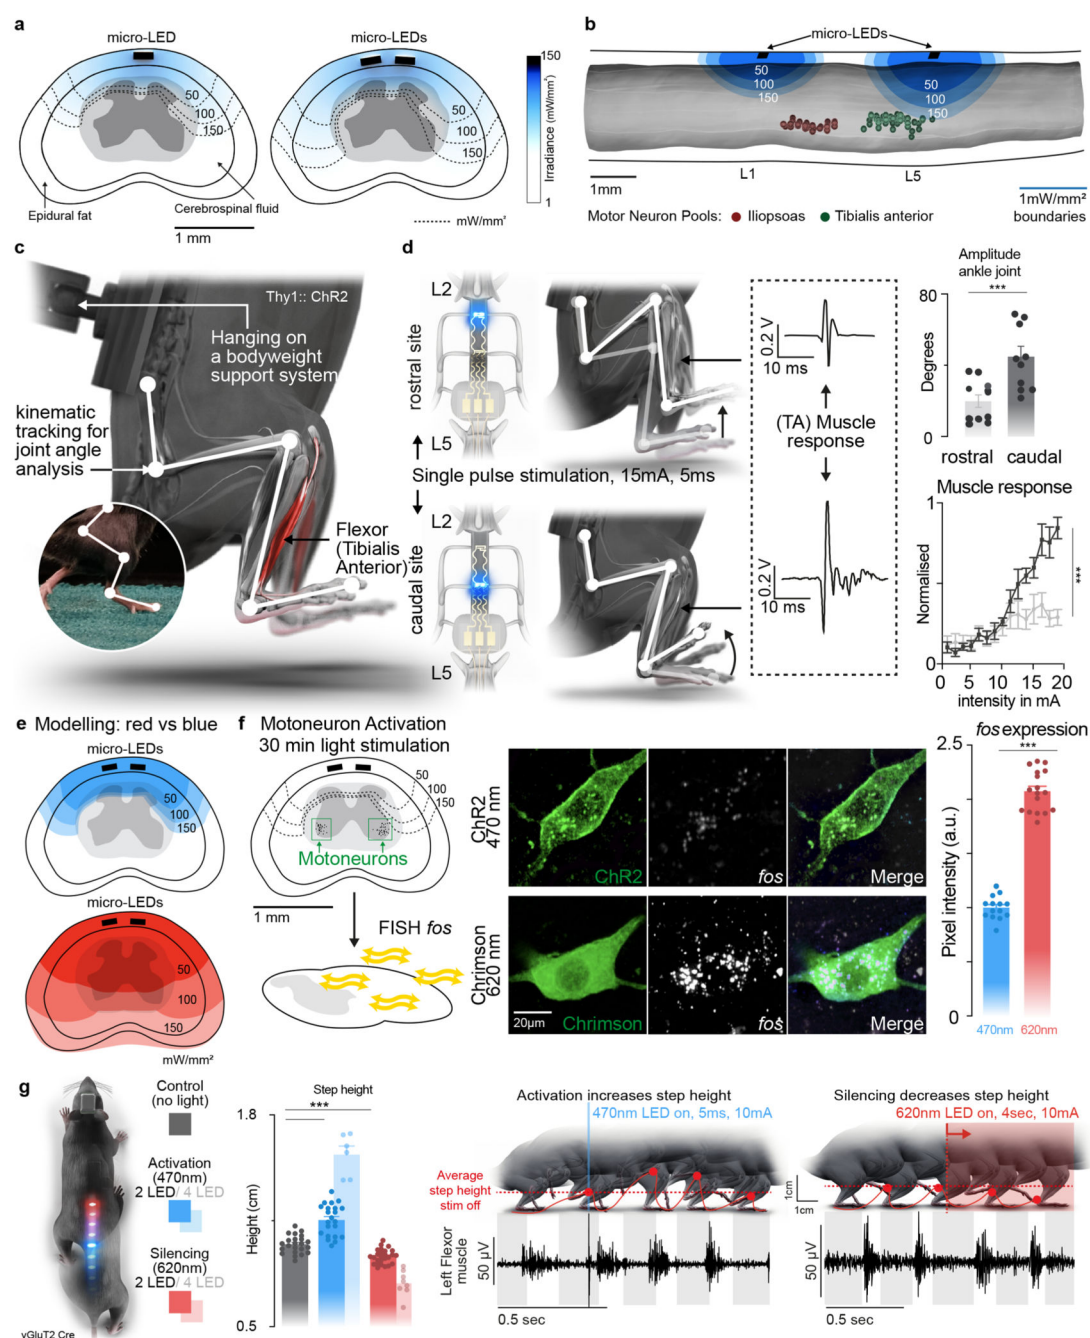 a
micro-LED
micro-LEDs
50
100
150
50
100
150
150
Irradiance (mW/mm²)
1
Epidural fat
Cerebrospinal fluid
1 mm
mW/mm²
b
micro-LEDs
50
100
150
50
100
150
1mm
L1
L5
1mW/mm²
boundaries
Motor Neuron Pools:
Iliopsoas
Tibialis anterior
c
Thy1:: ChR2
Hanging on
a bodyweight
support system
kinematic
tracking for
joint angle
analysis
Flexor
(Tibialis
Anterior)
d
L2
rostral site
L5
Single pulse stimulation, 15mA, 5ms
L2
caudal site
L5
0.2 V
10 ms
(TA) Muscle
response
0.2 V
10 ms
Amplitude
ankle joint
***
80
Degrees
0
rostral
caudal
Muscle response
1
Normalised
***
0
0
5
10
15
20
intensity in mA
e Modelling: red vs blue
micro-LEDs
50
100
150
micro-LEDs
50
100
150
mW/mm²
f
Motoneuron Activation
30 min light stimulation
50
100
150
Motoneurons
1 mm
FISH fos
ChR2
470 nm
ChR2
fos
Merge
Chrimson
620 nm
20µm
Chrimson
fos
Merge
fos expression
***
2.5
Pixel intensity (a.u.)
0
470nm
620nm
g
vGluT2 Cre
Control
(no light)
Activation
(470nm)
2 LED/ 4 LED
Silencing
(620nm)
2 LED/ 4 LED
Step height
***
1.8
Height (cm)
0.5
Activation increases step height
470nm LED on, 5ms, 10mA
Average
step height
stim off
Left Flexor
muscle
50 µV
0.5 sec
Silencing decreases step height
620nm LED on, 4sec, 10mA
1cm
1cm
50 µV
0.5 sec